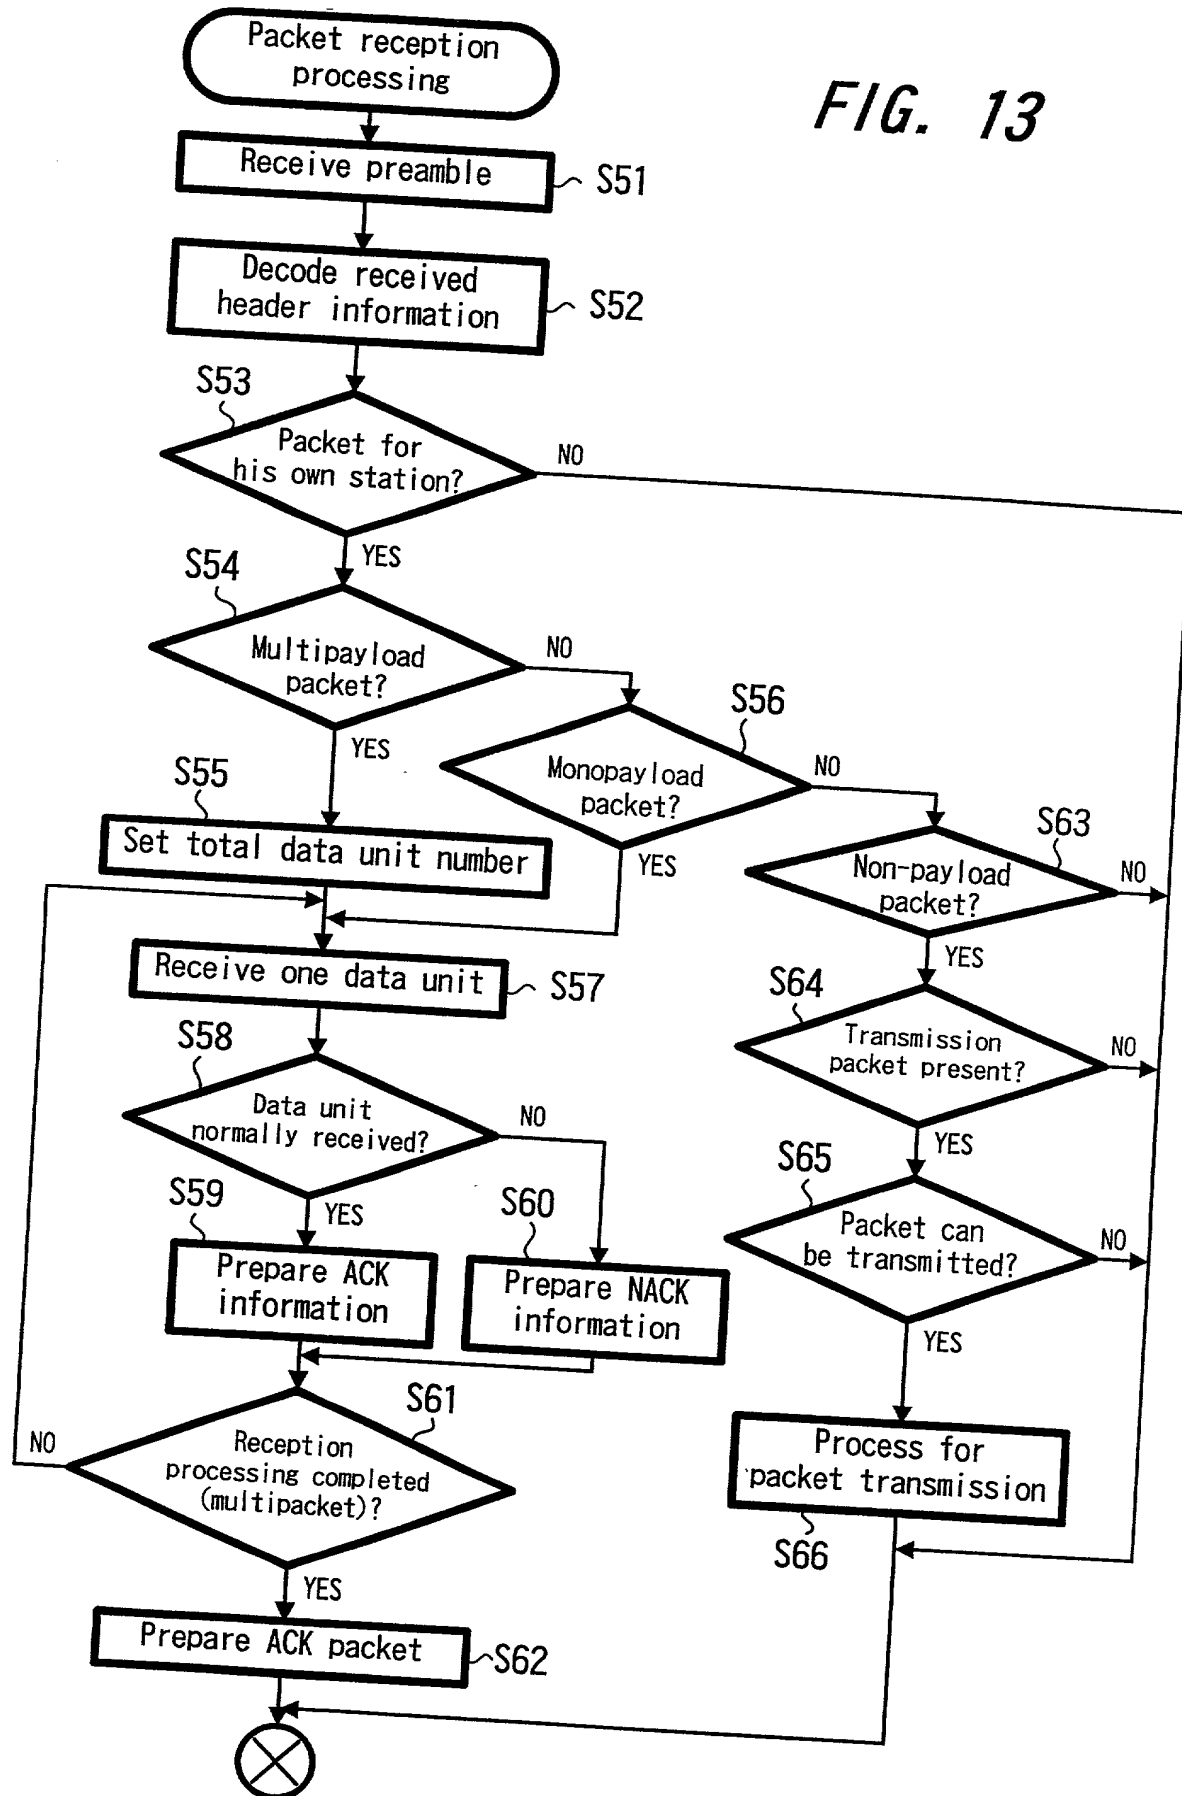 Packet reception
processing
FIG. 13
Receive preamble
S51
Decode received
header information
S52
S53
Packet for
his own station?
NO
YES
S54
Multipayload
packet?
NO
YES
S56
Monopayload
packet?
NO
YES
S55
Set total data unit number
S63
Non-payload
packet?
NO
YES
Receive one data unit
S57
S64
Transmission
packet present?
NO
YES
S58
Data unit
normally received?
NO
YES
S65
Packet can
be transmitted?
NO
YES
S59
Prepare ACK
information
S60
Prepare NACK
information
S61
Reception
processing completed
(multipacket)?
NO
YES
Process for
packet transmission
S66
Prepare ACK packet
S62